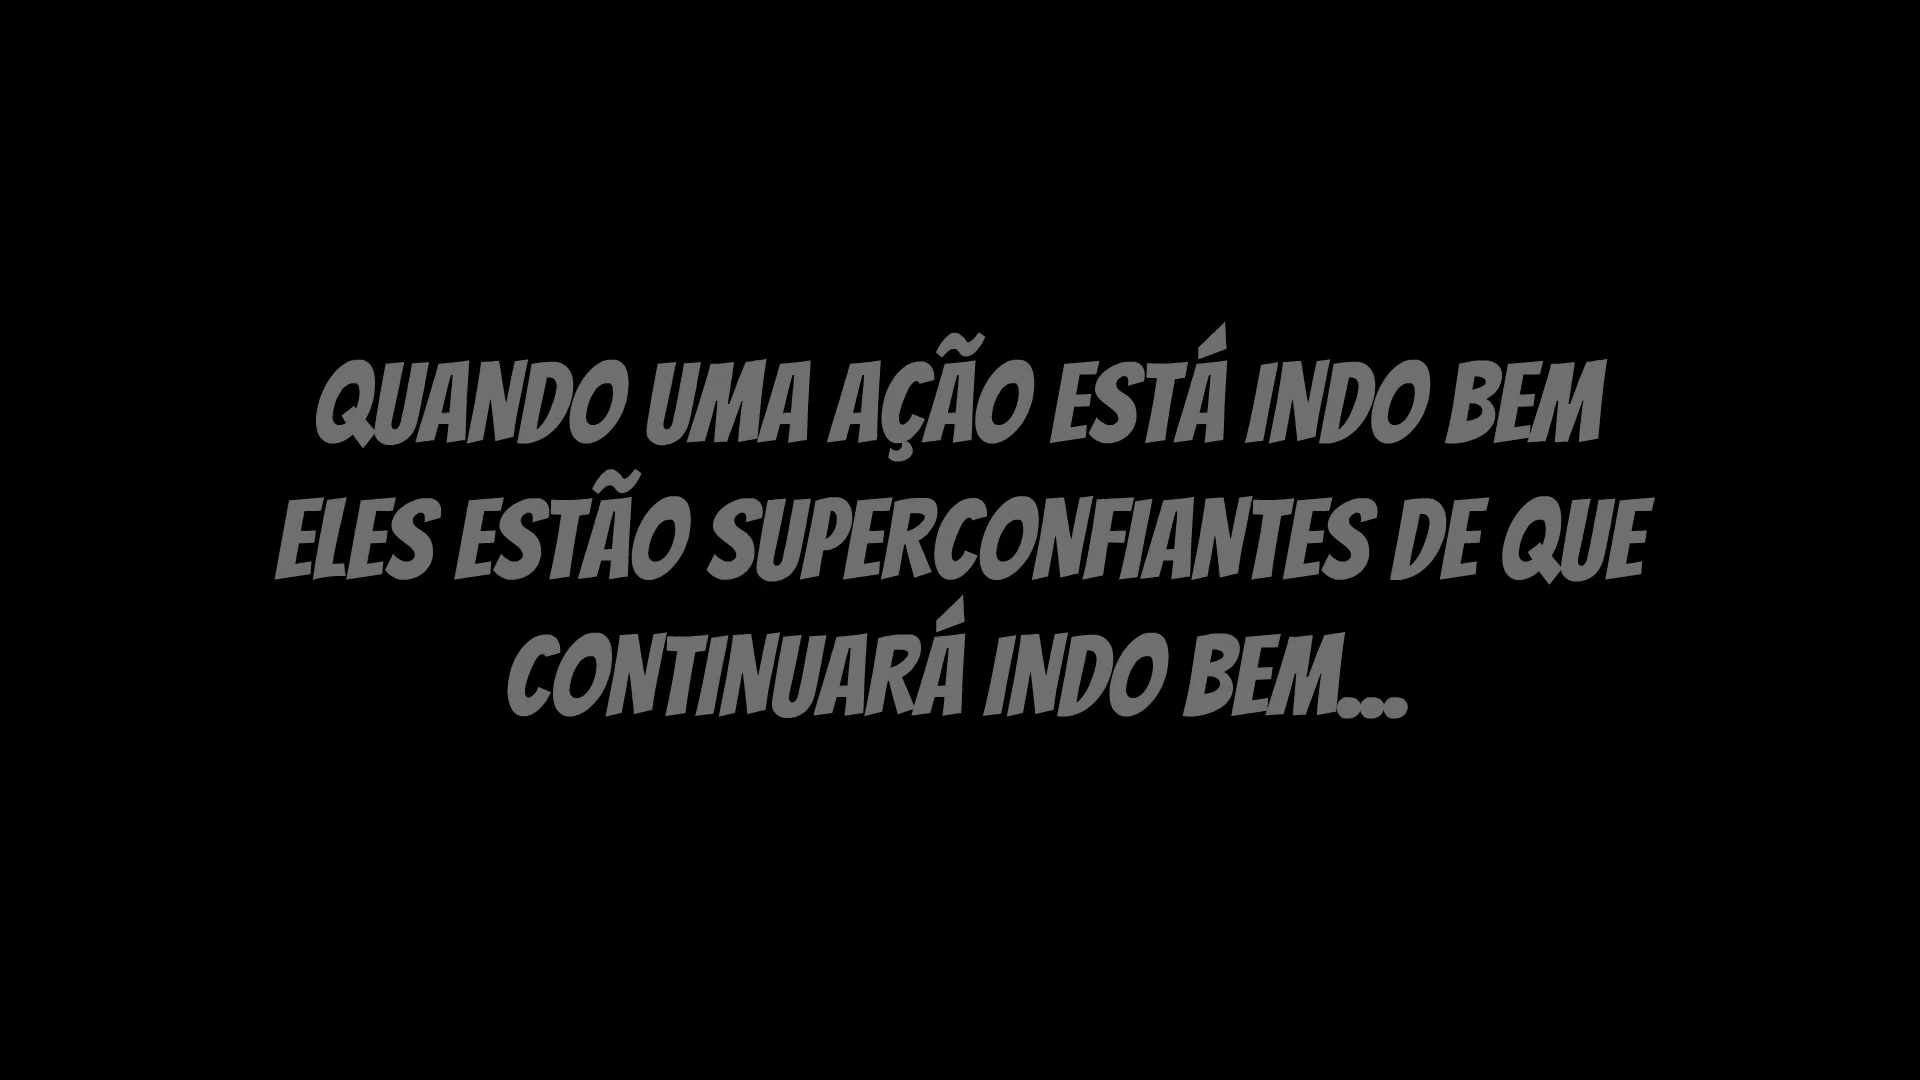 QUANDO UMA AÇÃO ESTÁ INDO BEM
ELES ESTÃO SUPERCONFIANTES DE QUE
CONTINUARÁ INDO BEM...